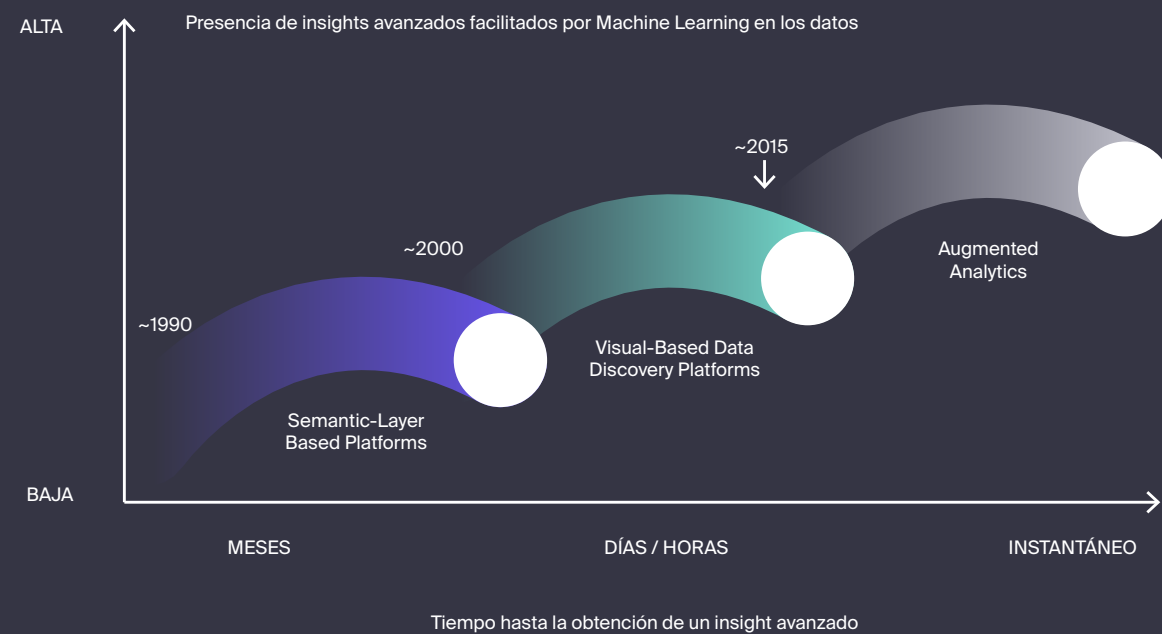 Presencia de insights avanzados facilitados por Machine Learning en los datos
ALTA
~2015
~2000
Augmented
Analytics
~1990
Visual-Based Data
Discovery Platforms
Semantic-Layer
Based Platforms
BAJA
MESES
DÍAS / HORAS
INSTANTÁNEO
Tiempo hasta la obtención de un insight avanzado